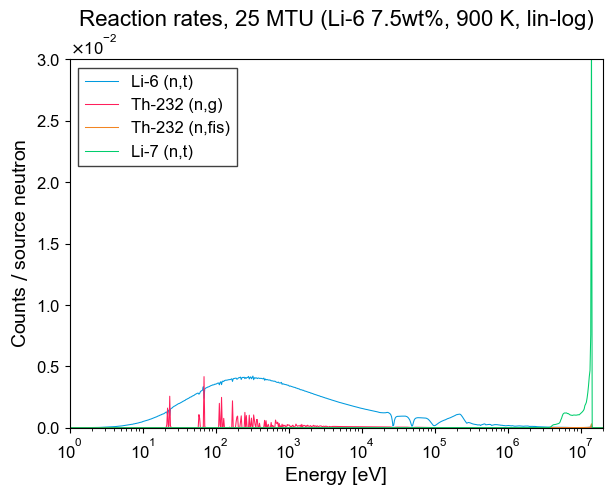 Reaction rates, 25 MTU (Li-6 7.5wt%, 900 K, lin-log)
×10⁻²
3.0
2.5
2.0
1.5
1.0
0.5
0.0
Counts / source neutron
Li-6 (n,t)
Th-232 (n,g)
Th-232 (n,fis)
Li-7 (n,t)
10⁰ 10¹ 10² 10³ 10⁴ 10⁵ 10⁶ 10⁷
Energy [eV]